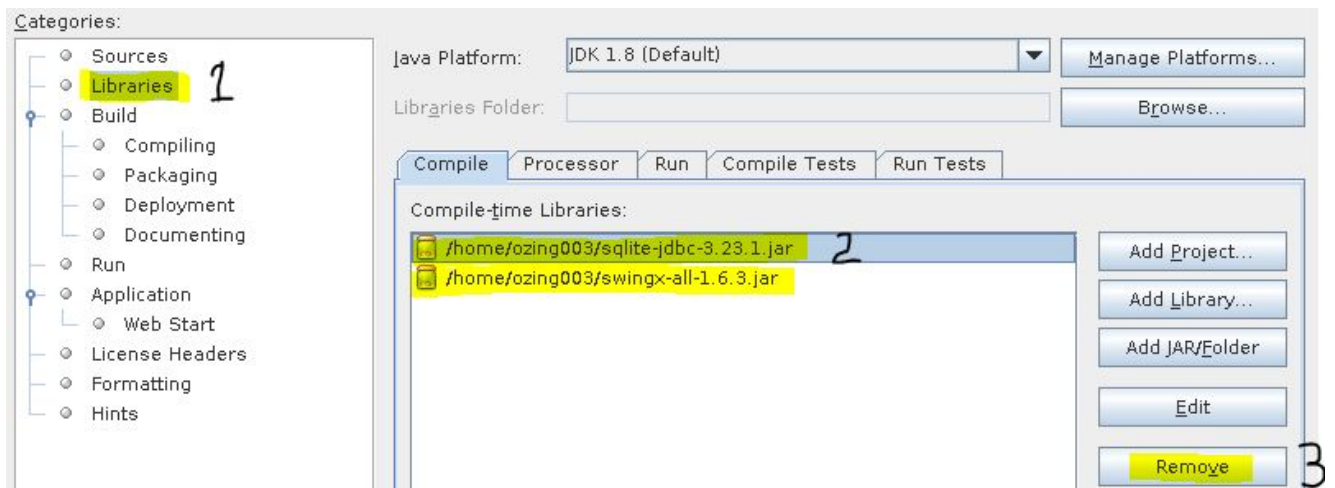 Categories:
Sources
Libraries 1
Build
Compiling
Packaging
Deployment
Documenting
Run
Application
Web Start
License Headers
Formatting
Hints
Java Platform: JDK 1.8 (Default) Manage Platforms...
Libraries Folder: Browse...
Compile Processor Run Compile Tests Run Tests
Compile-time Libraries:
/home/ozing003/sqlite-jdbc-3.23.1.jar 2
/home/ozing003/swingx-all-1.6.3.jar
Add Project...
Add Library...
Add JAR/Folder
Edit
Remove 3